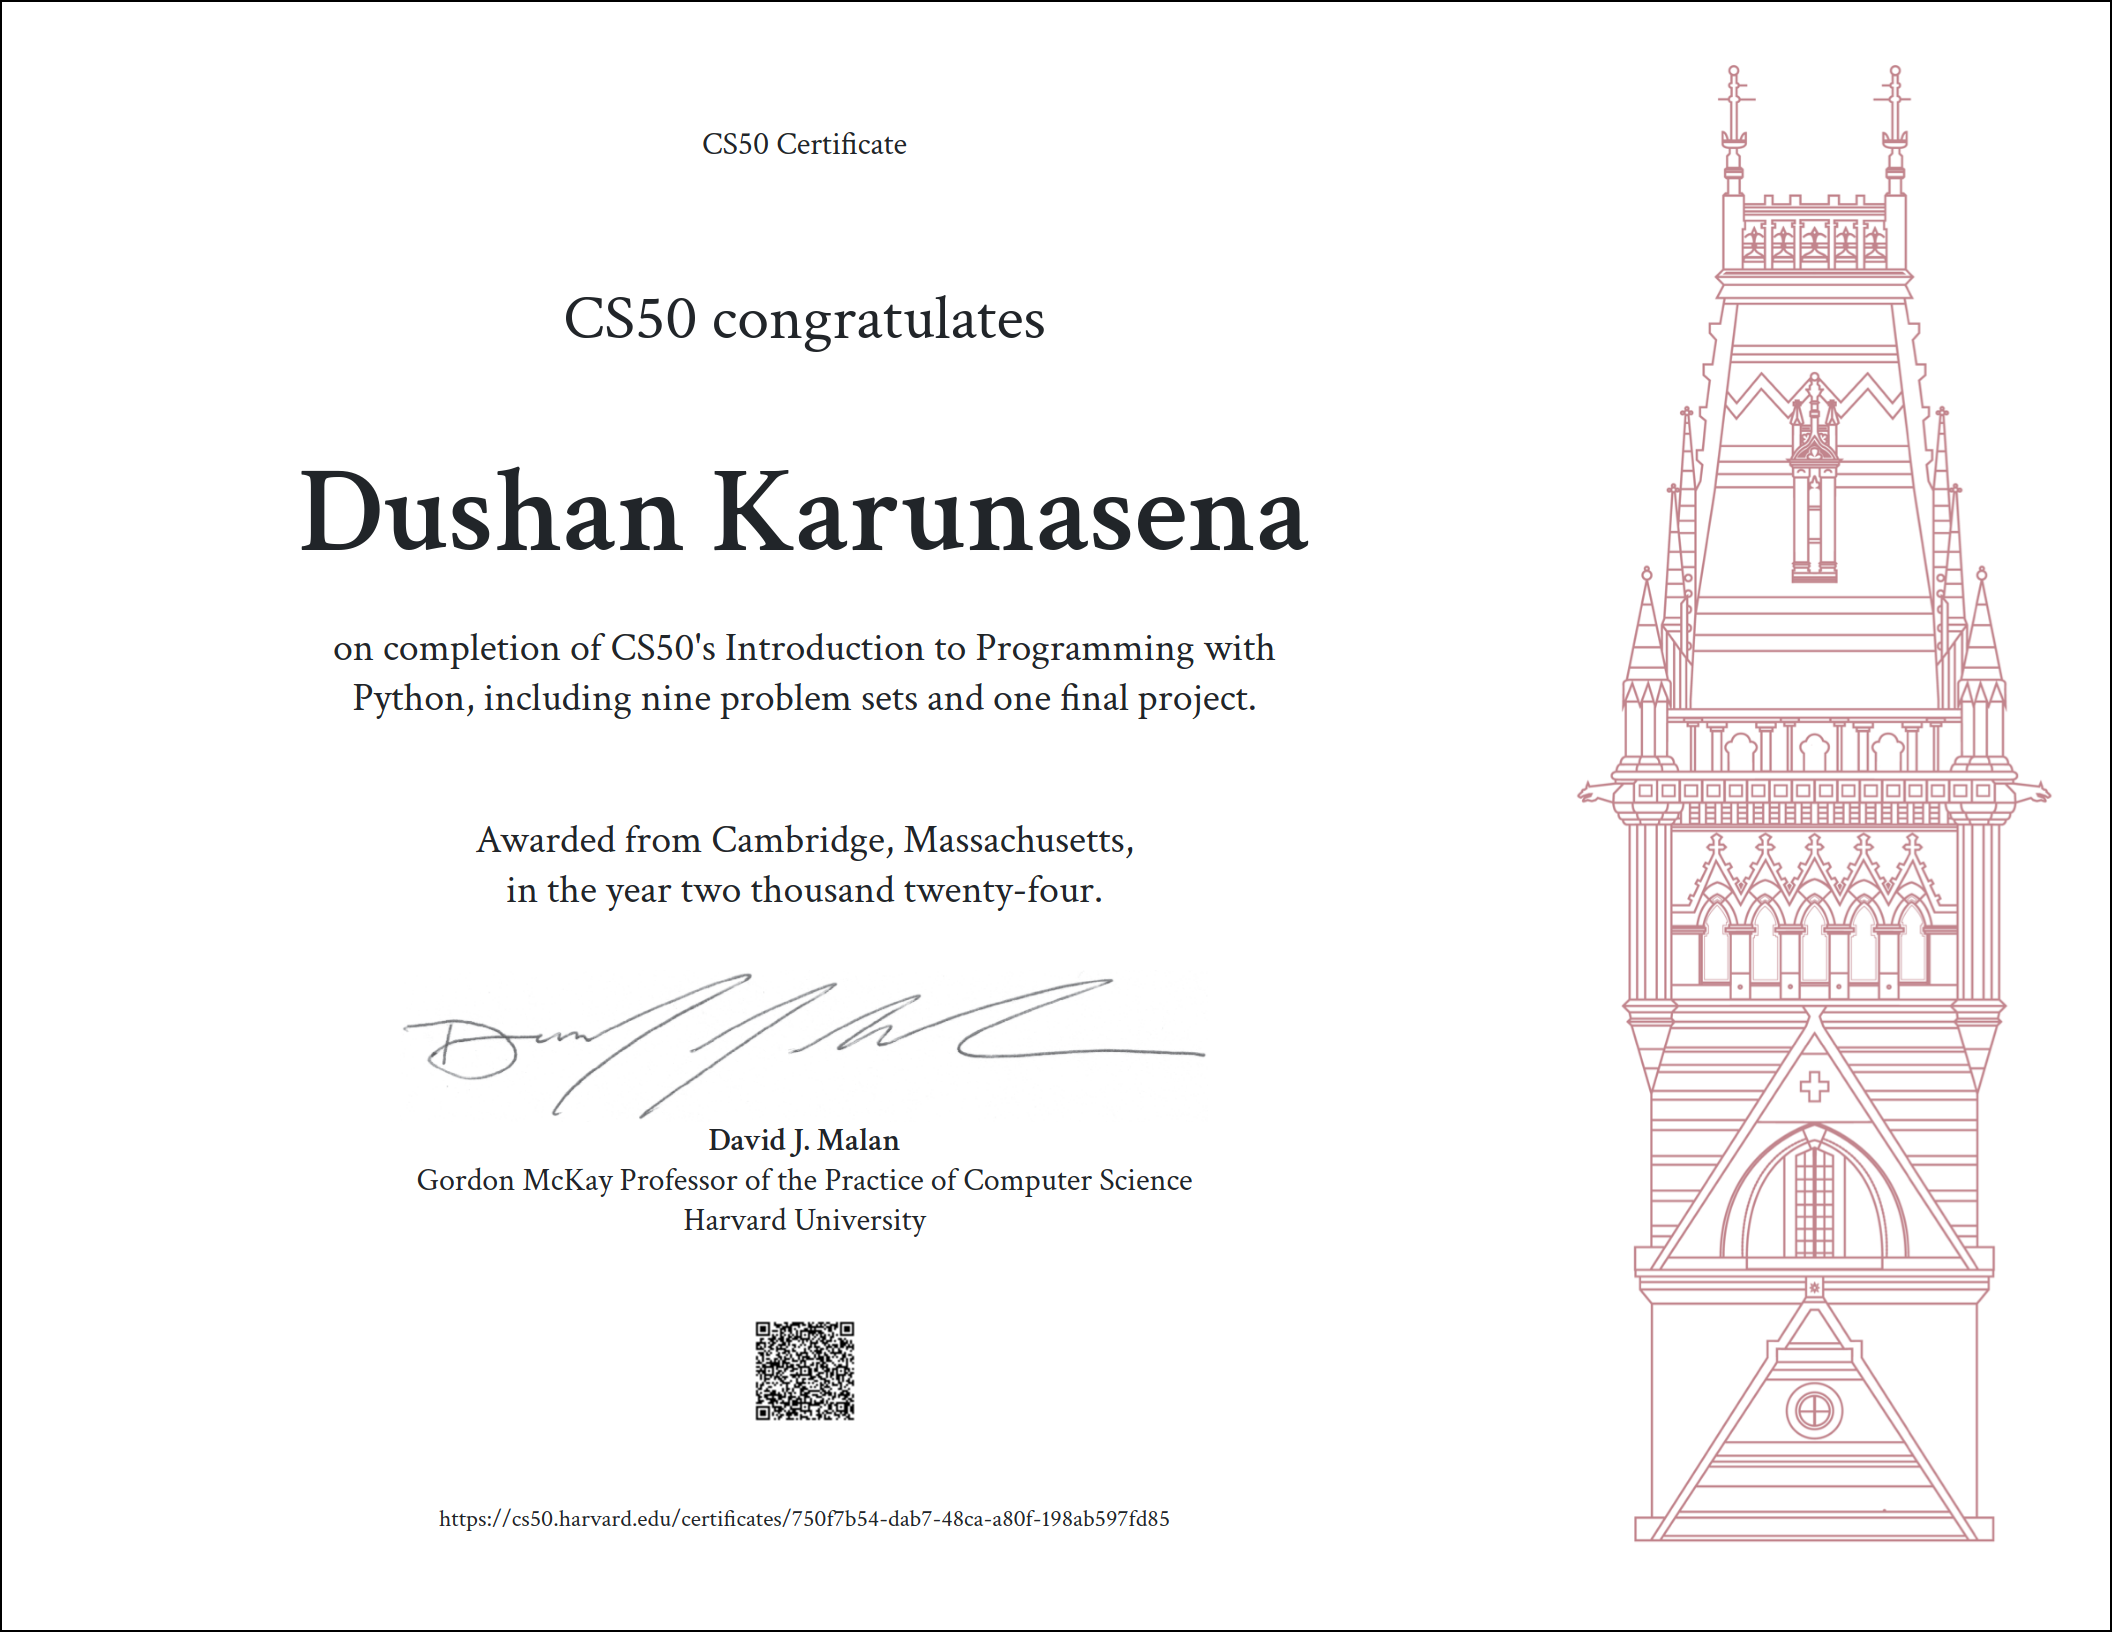 CS50 Certificate
CS50 congratulates
Dushan Karunasena
on completion of CS50's Introduction to Programming with
Python, including nine problem sets and one final project.
Awarded from Cambridge, Massachusetts,
in the year two thousand twenty-four.
David J. Malan
Gordon McKay Professor of the Practice of Computer Science
Harvard University
https://cs50.harvard.edu/certificates/750f7b54-dab7-48ca-a80f-198ab597fd85